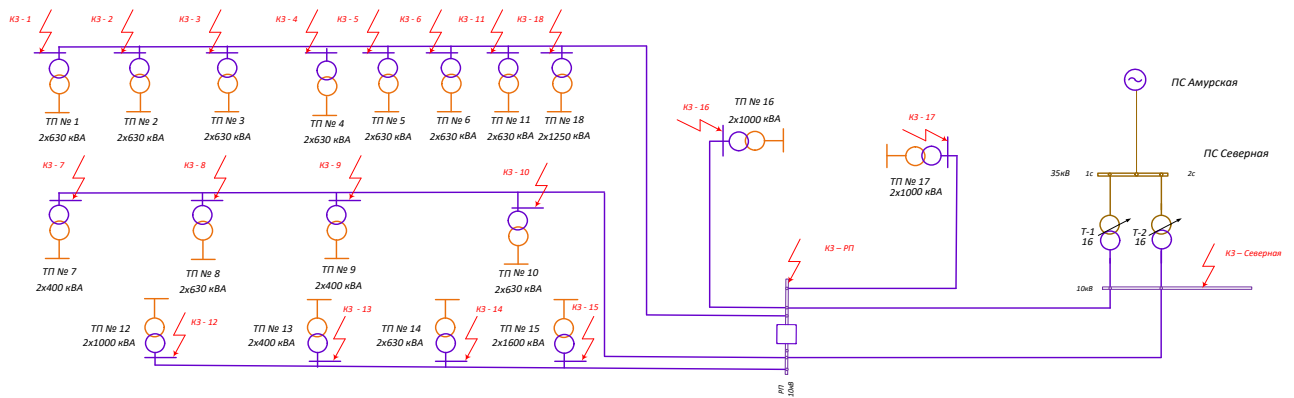 КЗ - 1
КЗ - 2
КЗ - 3
КЗ - 4
КЗ - 5
КЗ - 6
КЗ - 11
КЗ - 18
ТП № 1
2х630 кВА
ТП № 2
2х630 кВА
ТП № 3
2х630 кВА
ТП № 4
2х630 кВА
ТП № 5
2х630 кВА
ТП № 6
2х630 кВА
ТП № 11
2х630 кВА
ТП № 18
2х1250 кВА
КЗ - 16
ТП № 16
2х1000 кВА
КЗ - 17
ТП № 17
2х1000 кВА
ПС Амурская
ПС Северная
35кВ
1с
2с
Т-1
16
Т-2
16
КЗ – Северная
10кВ
КЗ - 7
КЗ - 8
КЗ - 9
КЗ - 10
ТП № 7
2х400 кВА
ТП № 8
2х630 кВА
ТП № 9
2х400 кВА
ТП № 10
2х630 кВА
КЗ – РП
ТП № 12
2х1000 кВА
КЗ - 12
ТП № 13
2х400 кВА
КЗ - 13
ТП № 14
2х630 кВА
КЗ - 14
ТП № 15
2х1600 кВА
КЗ - 15
РП
10кВ